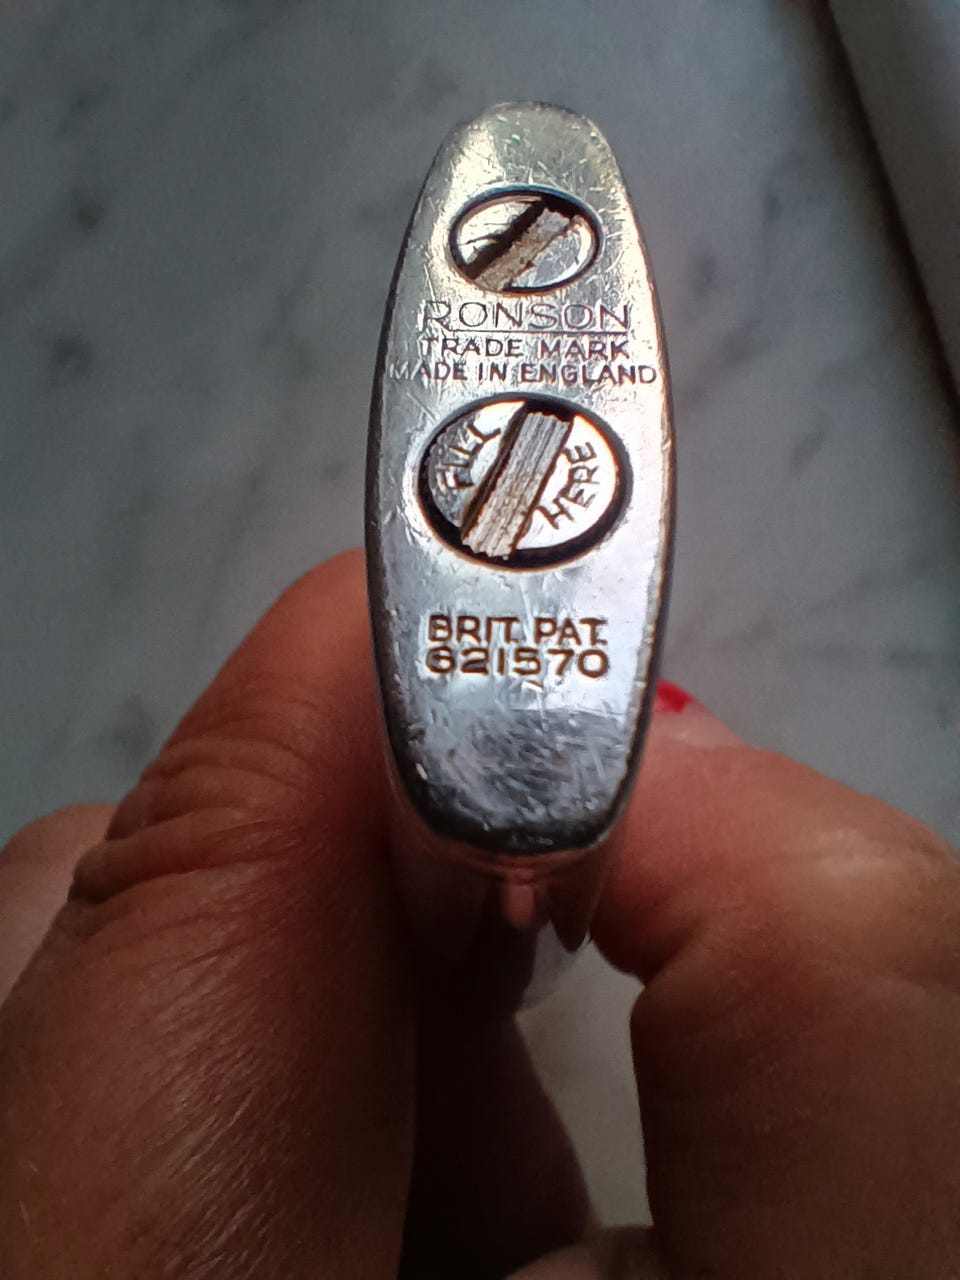 RONSON
TRADE MARK
MADE IN ENGLAND
FILL HERE
BRIT. PAT.
621570